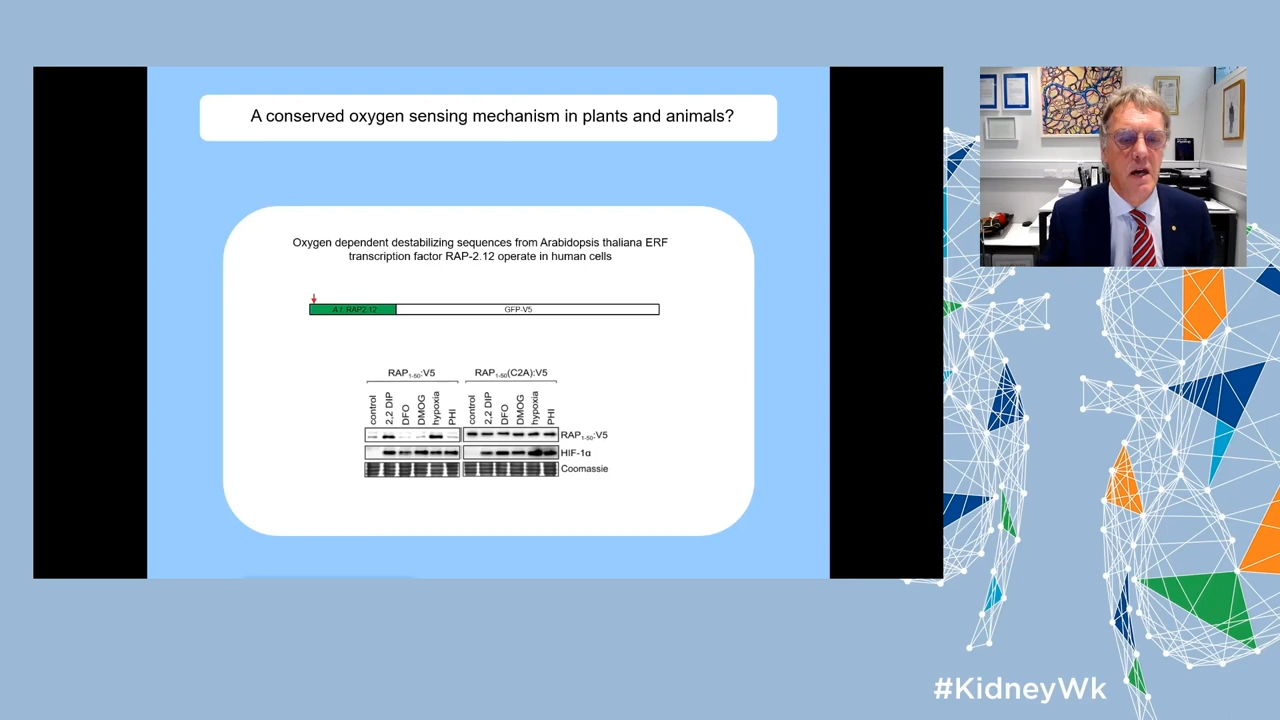 A conserved oxygen sensing mechanism in plants and animals?
Oxygen dependent destabilizing sequences from Arabidopsis thaliana ERF
transcription factor RAP-2.12 operate in human cells
A.t. RAP2.12
GFP-V5
RAP1-50:V5
RAP1-50(C2A):V5
control
2,2 DIP
DFO
DMOG
hypoxia
PHI
control
2,2 DIP
DFO
DMOG
hypoxia
PHI
RAP1-50:V5
HIF-1α
Coomassie
#KidneyWk